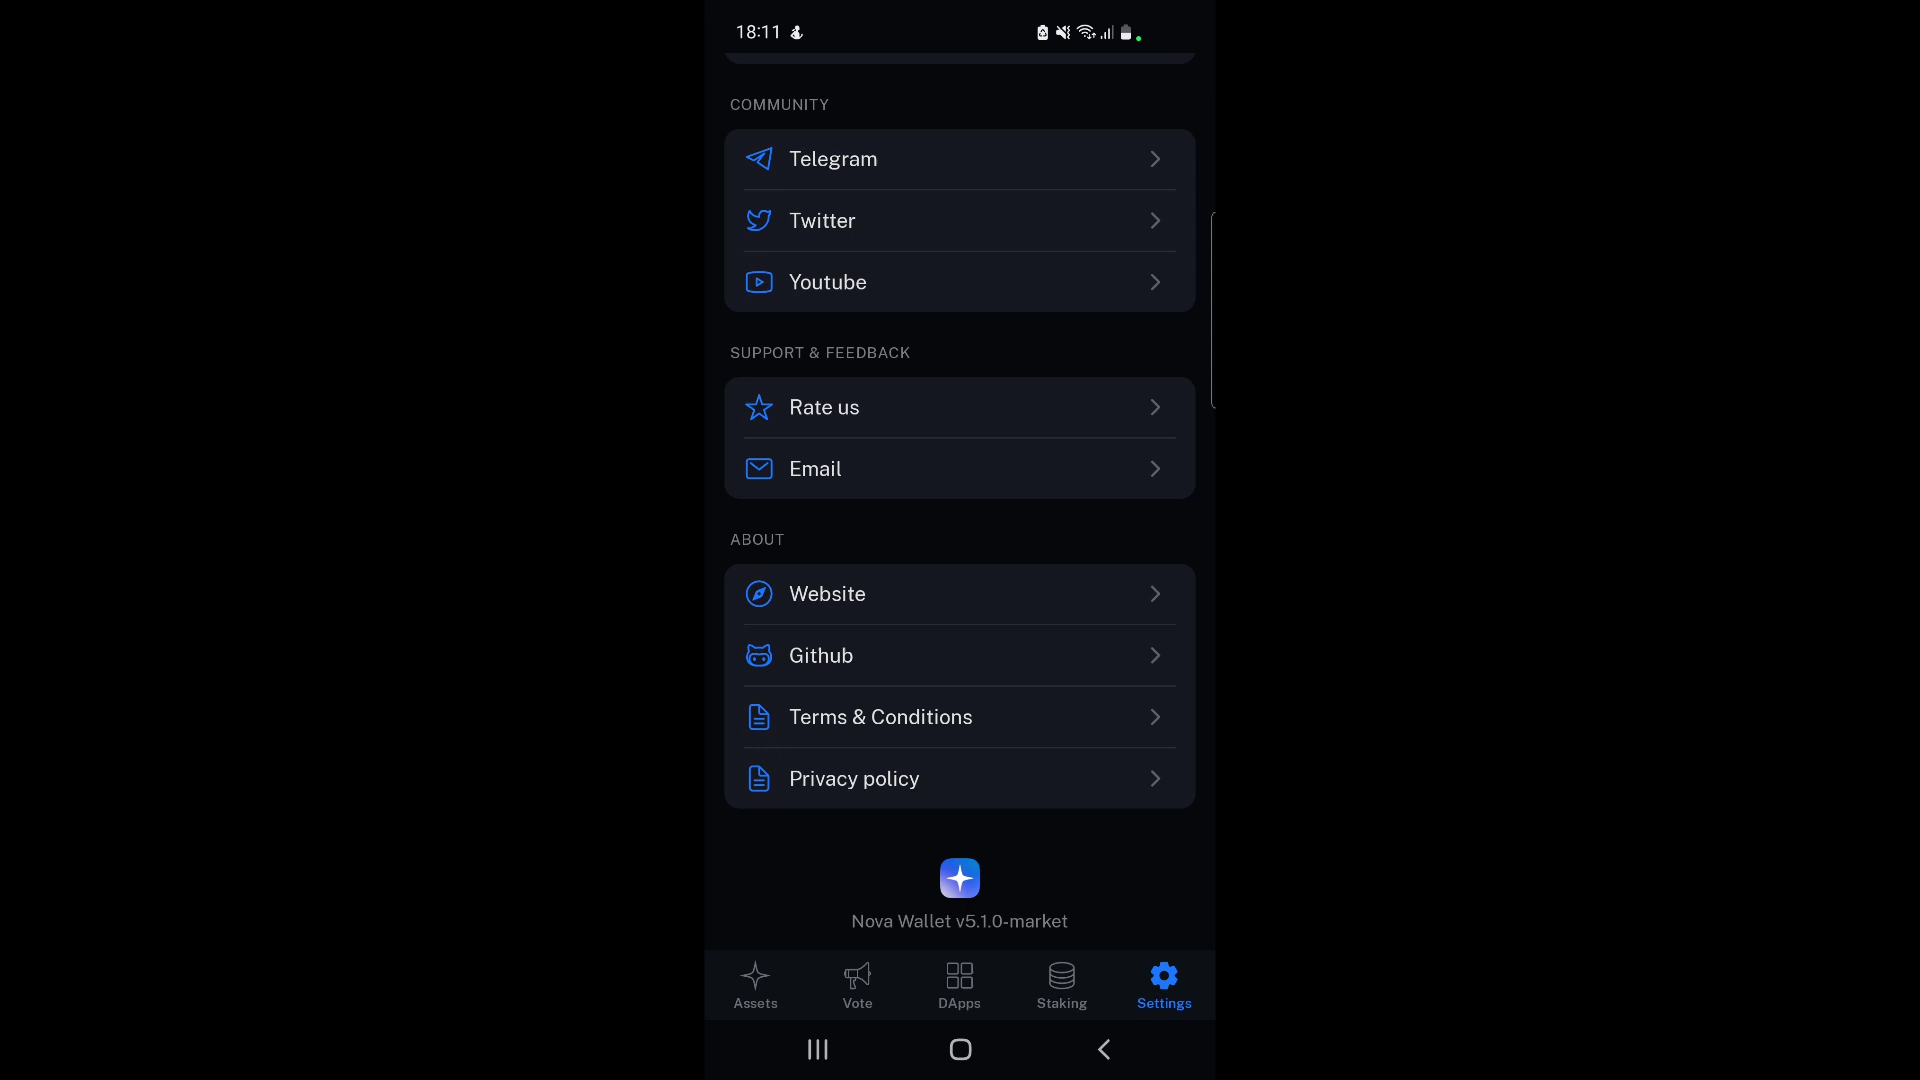 18:11
COMMUNITY
Telegram
Twitter
Youtube
SUPPORT & FEEDBACK
Rate us
Email
ABOUT
Website
Github
Terms & Conditions
Privacy policy
Nova Wallet v5.1.0-market
Assets Vote DApps Staking Settings